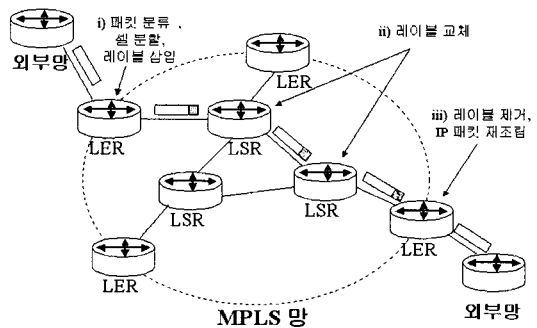 i) 패킷 분류,
셀 분할,
레이블 삽입
ii) 레이블 교체
외부망
LER
LER
LSR
iii) 레이블 제거,
IP 패킷 재조립
LSR
LSR
LER
LER
외부망
MPLS 망